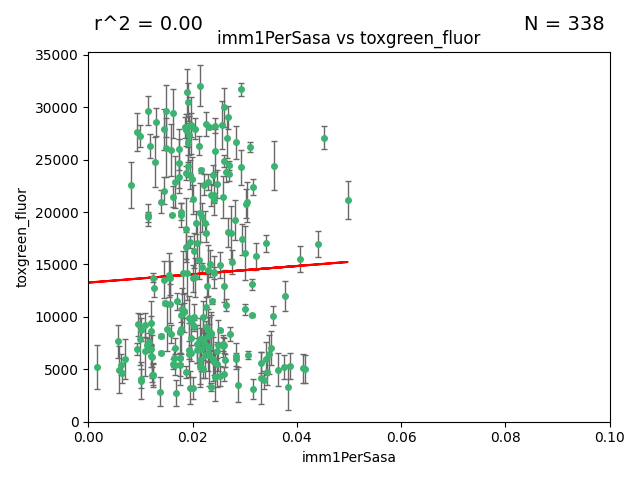 r^2 = 0.00
N = 338
imm1PerSasa vs toxgreen_fluor
35000
30000
25000
20000
15000
10000
5000
0
toxgreen_fluor
0.00
0.02
0.04
0.06
0.08
0.10
imm1PerSasa